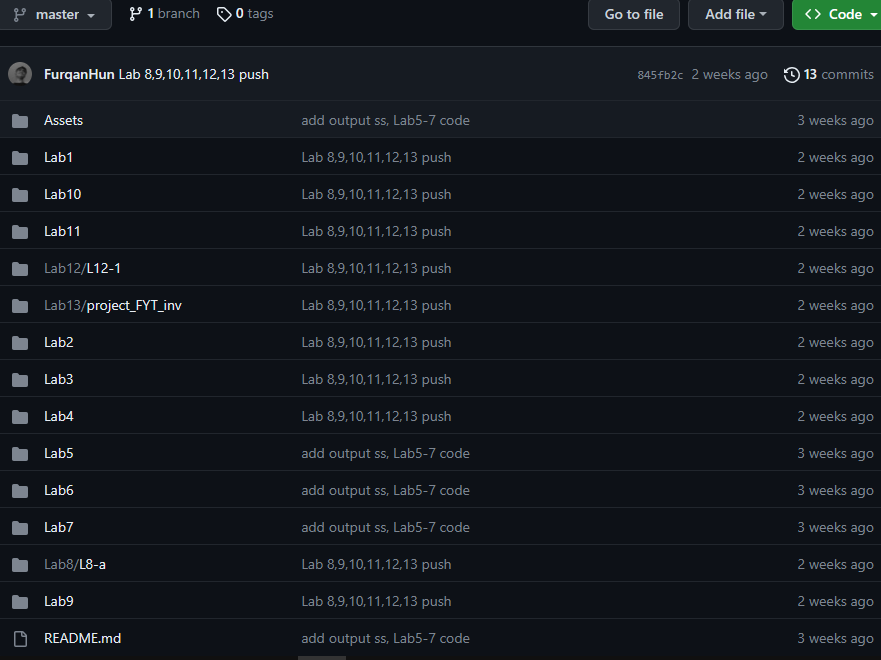 master 1 branch 0 tags Go to file Add file Code
FurqanHun Lab 8,9,10,11,12,13 push 845fb2c 2 weeks ago 13 commits
Assets add output ss, Lab5-7 code 3 weeks ago
Lab1 Lab 8,9,10,11,12,13 push 2 weeks ago
Lab10 Lab 8,9,10,11,12,13 push 2 weeks ago
Lab11 Lab 8,9,10,11,12,13 push 2 weeks ago
Lab12/L12-1 Lab 8,9,10,11,12,13 push 2 weeks ago
Lab13/project_FYT_inv Lab 8,9,10,11,12,13 push 2 weeks ago
Lab2 Lab 8,9,10,11,12,13 push 2 weeks ago
Lab3 Lab 8,9,10,11,12,13 push 2 weeks ago
Lab4 Lab 8,9,10,11,12,13 push 2 weeks ago
Lab5 add output ss, Lab5-7 code 3 weeks ago
Lab6 add output ss, Lab5-7 code 3 weeks ago
Lab7 add output ss, Lab5-7 code 3 weeks ago
Lab8/L8-a Lab 8,9,10,11,12,13 push 2 weeks ago
Lab9 Lab 8,9,10,11,12,13 push 2 weeks ago
README.md add output ss, Lab5-7 code 3 weeks ago